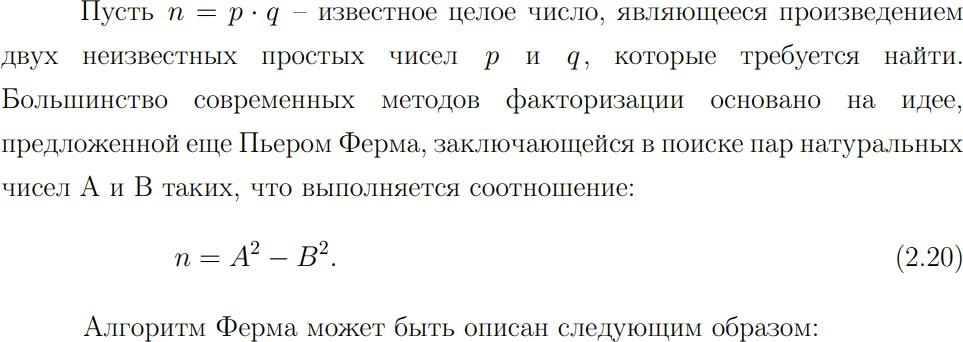 Пусть n = p · q – известное целое число, являющееся произведением
двух неизвестных простых чисел p и q, которые требуется найти.
Большинство современных методов факторизации основано на идее,
предложенной еще Пьером Ферма, заключающейся в поиске пар натуральных
чисел A и B таких, что выполняется соотношение:
n = A² − B². (2.20)
Алгоритм Ферма может быть описан следующим образом: